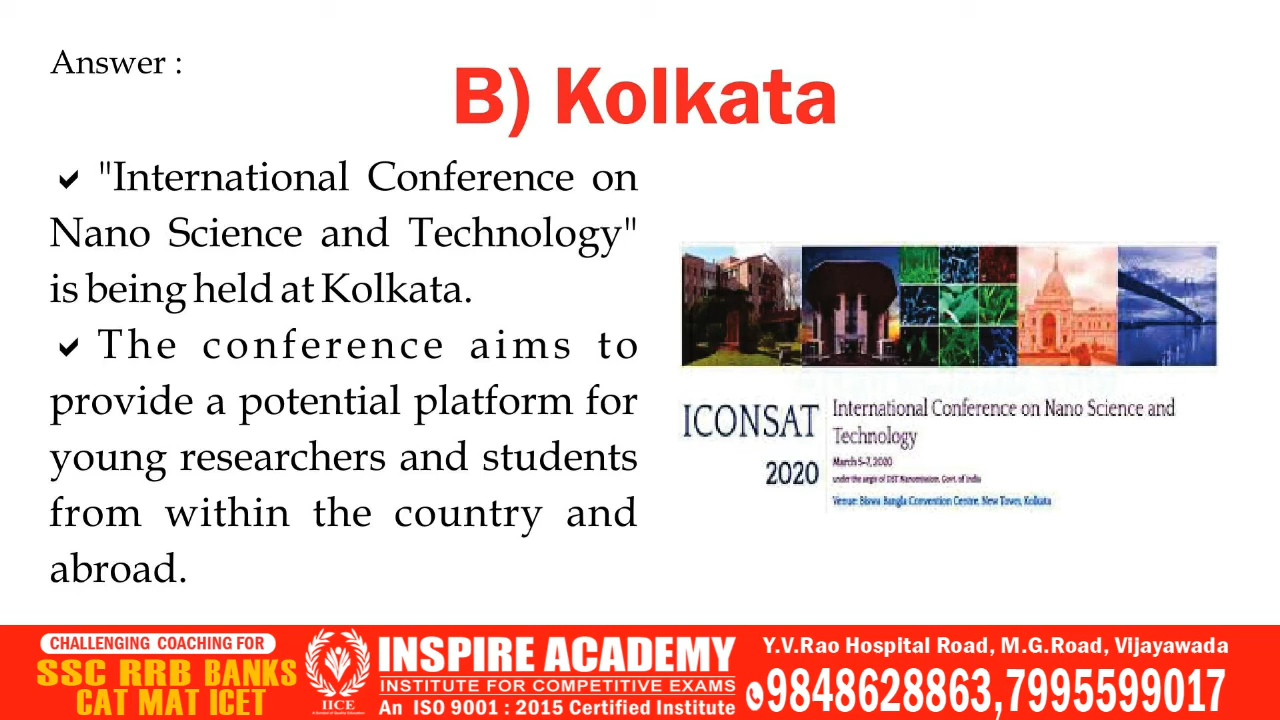 Answer :
B) Kolkata
✓ "International Conference on
Nano Science and Technology"
is being held at Kolkata.
✓ The conference aims to
provide a potential platform for
young researchers and students
from within the country and
abroad.
ICONSAT
2020
International Conference on Nano Science and
Technology
March 5-7, 2020
under the aegis of DST Nanomission, Govt. of India
Venue: Biswa Bangla Convention Centre, New Town, Kolkata
CHALLENGING COACHING FOR
SSC RRB BANKS
CAT MAT ICET
IICE
INSPIRE ACADEMY
INSTITUTE FOR COMPETITIVE EXAMS
An ISO 9001 : 2015 Certified Institute
Y.V.Rao Hospital Road, M.G.Road, Vijayawada
9848628863,7995599017